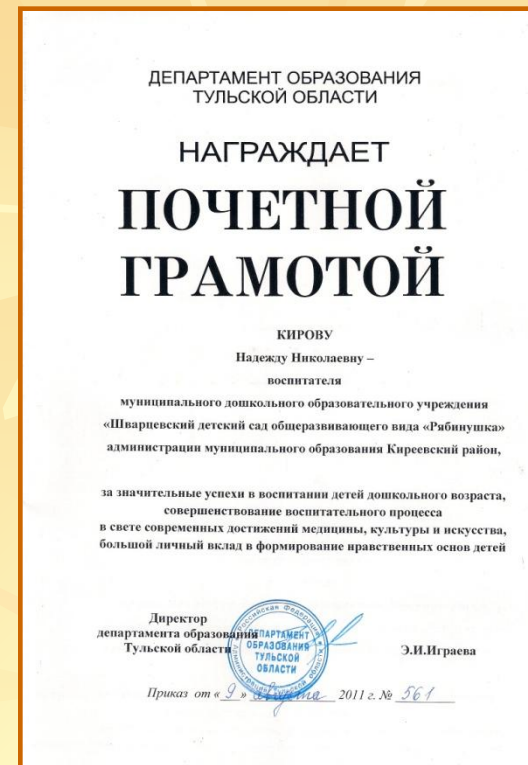 ДЕПАРТАМЕНТ ОБРАЗОВАНИЯ
ТУЛЬСКОЙ ОБЛАСТИ
НАГРАЖДАЕТ
ПОЧЕТНОЙ
ГРАМОТОЙ
КИРОВУ
Надежду Николаевну –
воспитателя
муниципального дошкольного образовательного учреждения
«Шварцевский детский сад общеразвивающего вида «Рябинушка»
администрации муниципального образования Киреевский район,
за значительные успехи в воспитании детей дошкольного возраста,
совершенствование воспитательного процесса
в свете современных достижений медицины, культуры и искусства,
большой личный вклад в формирование нравственных основ детей
Директор
департамента образования
Тульской области
Э.И.Играева
ДЕПАРТАМЕНТ
ОБРАЗОВАНИЯ
ТУЛЬСКОЙ
ОБЛАСТИ
Приказ от « 9 » августа 2011 г. № 561